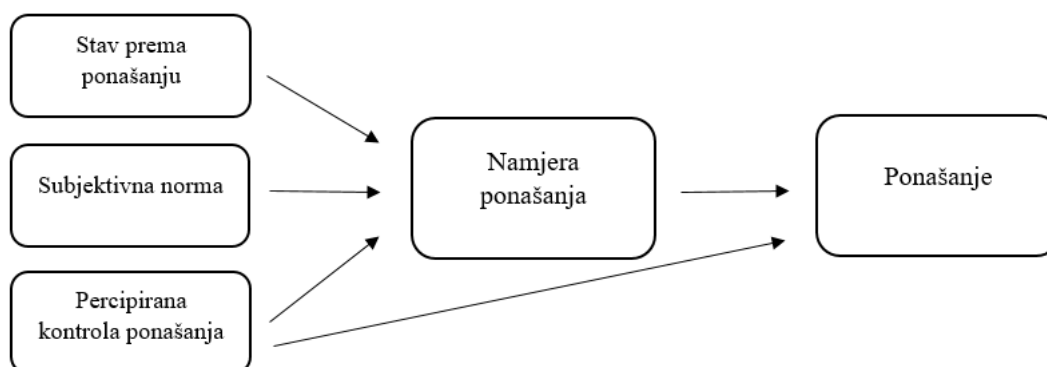 Stav prema
ponašanju
Subjektivna norma
Percipirana
kontrola ponašanja
Namjera
ponašanja
Ponašanje